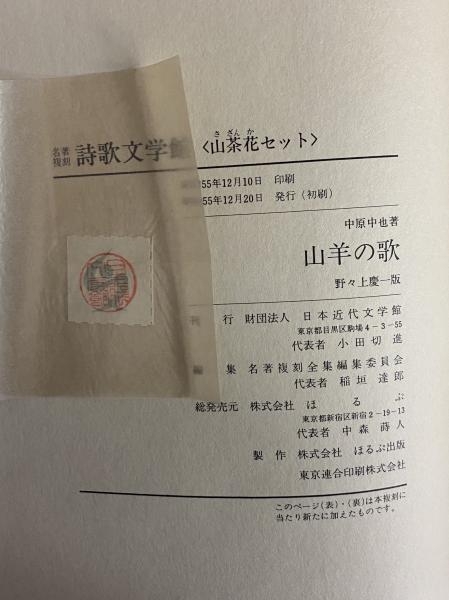 名著複刻 詩歌文学館 〈山茶花セット〉
さざんか
55年12月10日 印刷
55年12月20日 発行（初刷）
中原中也著
山羊の歌
野々上慶一版
刊 行 財団法人 日本近代文学館
東京都目黒区駒場4-3-55
代表者 小田切進
編 集 名著複刻全集編集委員会
代表者 稲垣達郎
総発売元 株式会社 ほるぷ
東京都新宿区新宿2-19-13
代表者 中森蒔人
製 作 株式会社 ほるぷ出版
東京連合印刷株式会社
このページ（表）・（裏）は本複刻に
当たり新たに加えたものです。